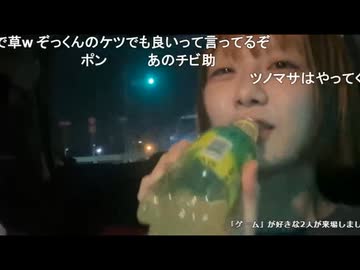 で草w ぞっくんのケツでも良いって言ってるぞ
ポン　　あのチビ助
ツノマサはやってく
「ゲーム」が好きな2人が来場しまし